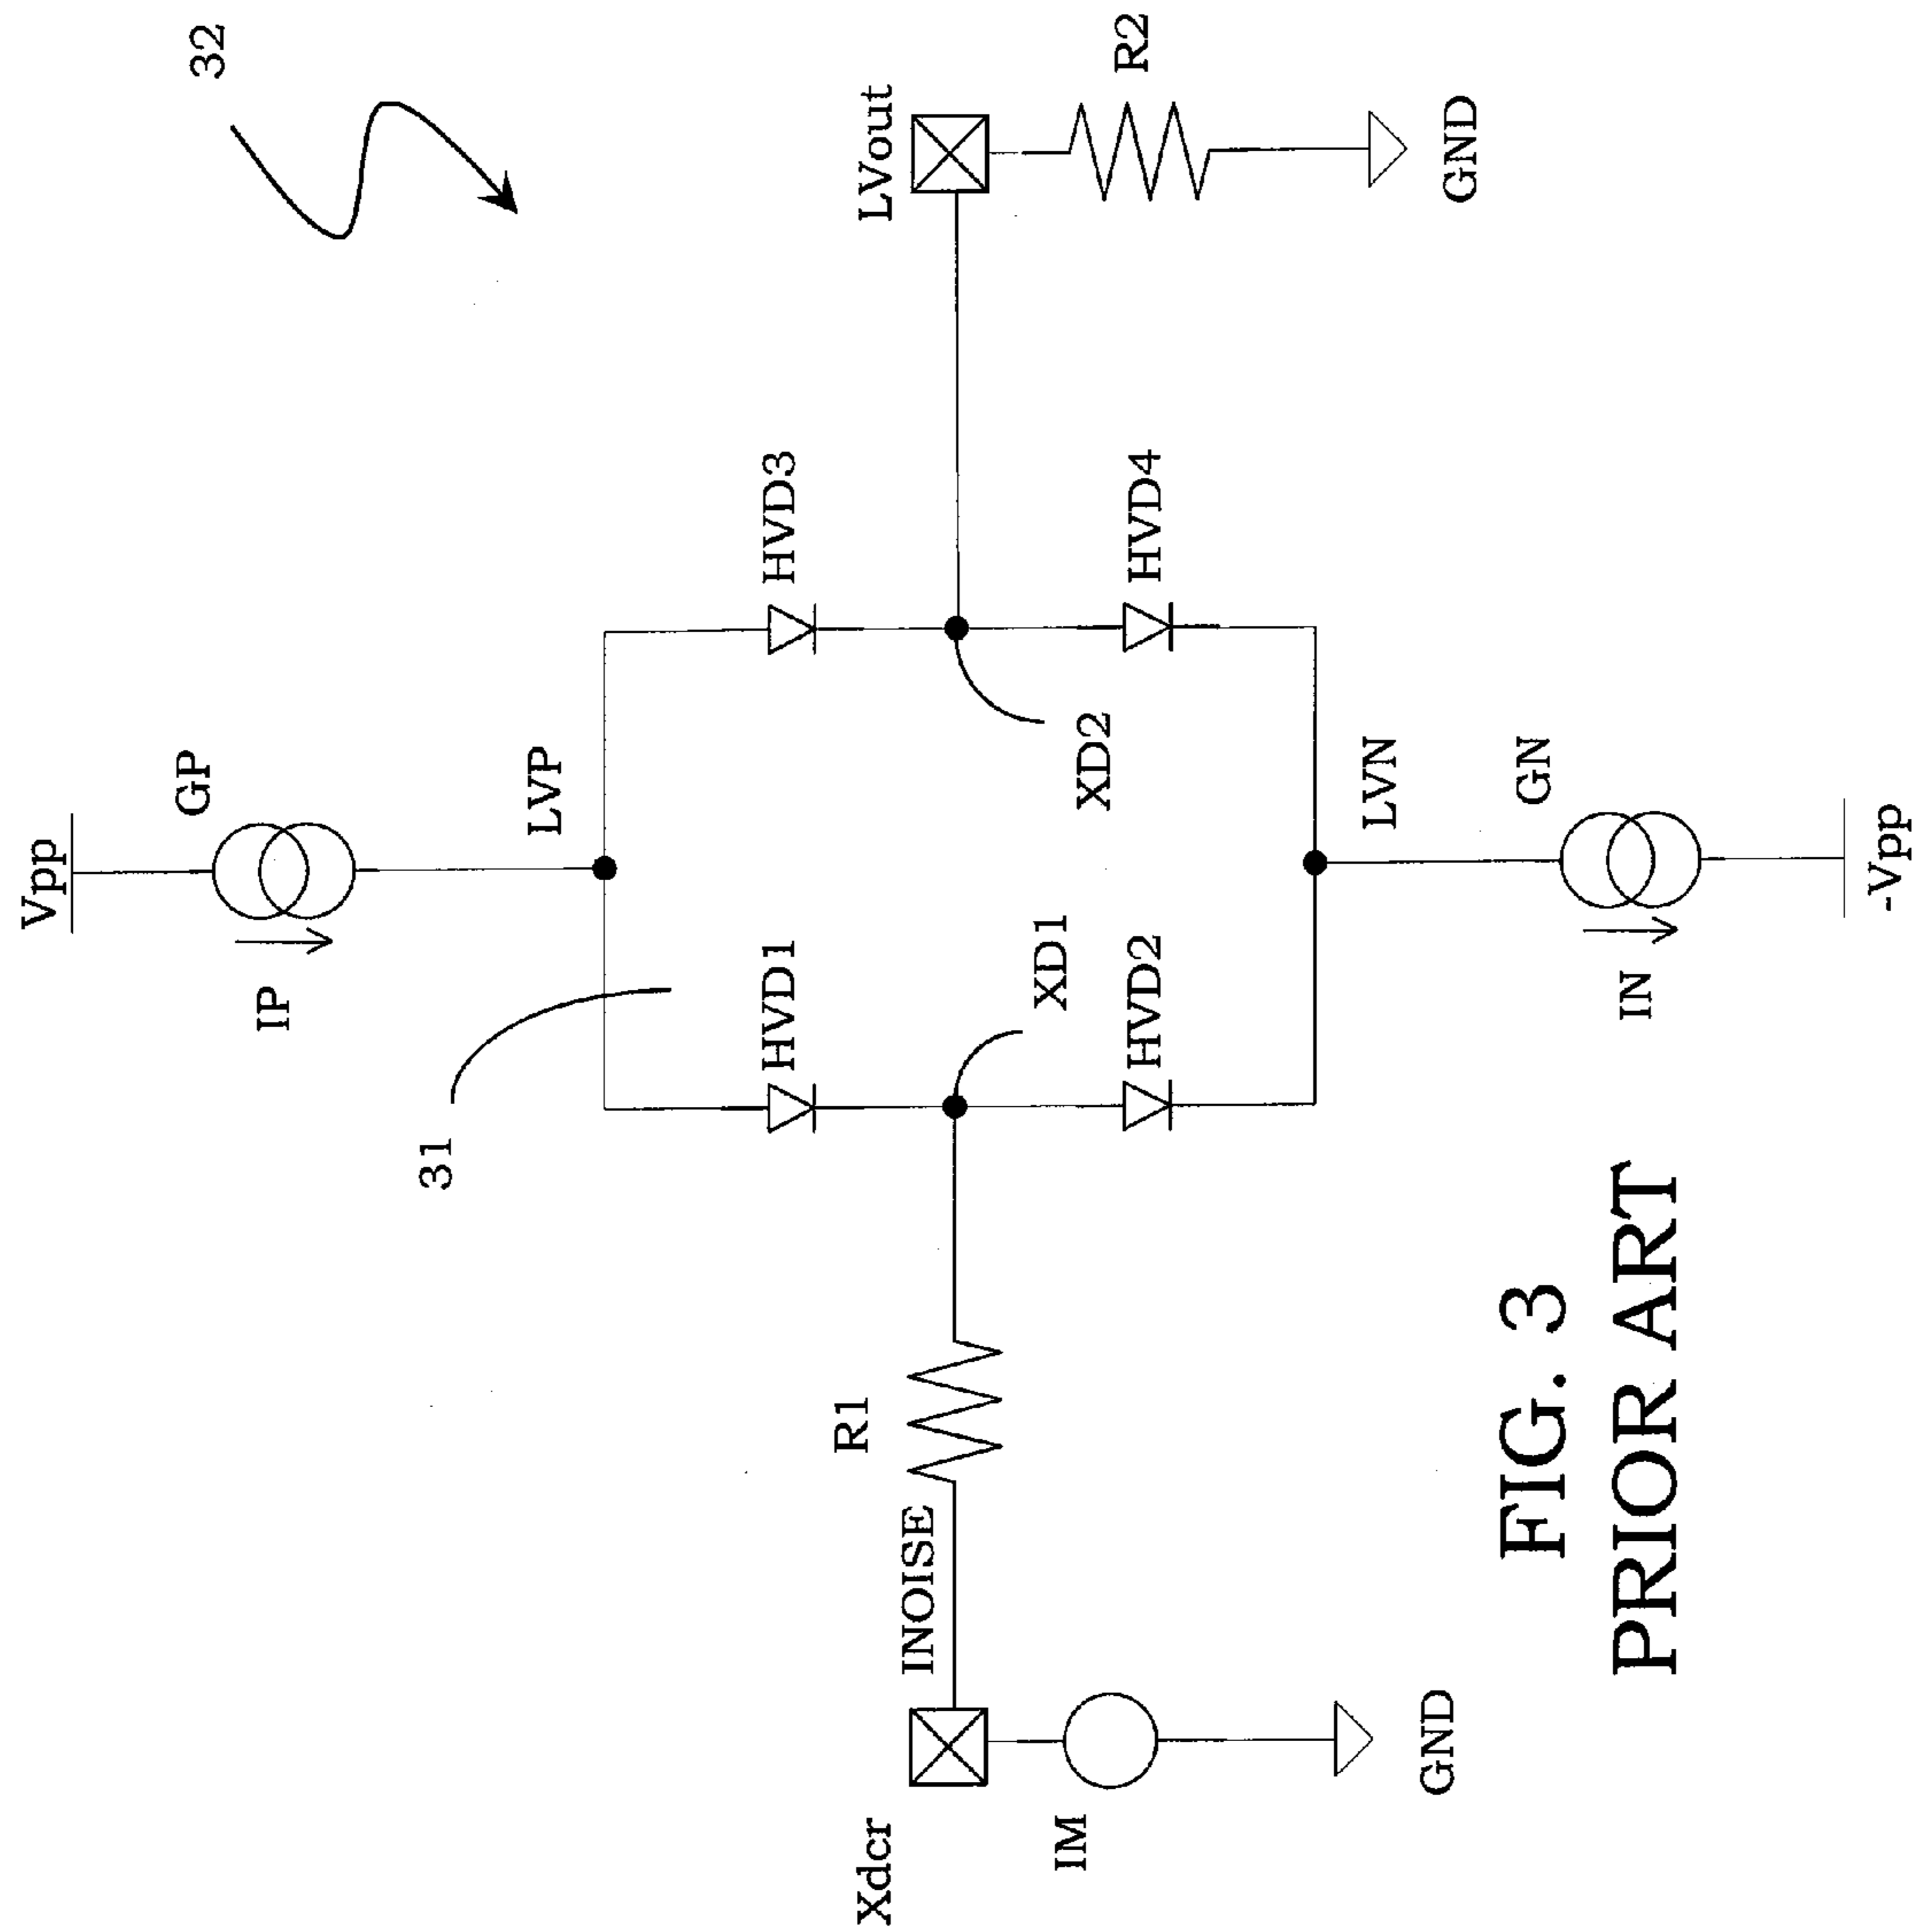 32
Vpp
GP
IP
LVP
31
HVD1
HVD3
Xdcr
INOISE
R1
LVout
XD1
XD2
R2
IM
HVD2
HVD4
GND
LVN
GND
GN
IN
-Vpp
FIG. 3
PRIOR ART